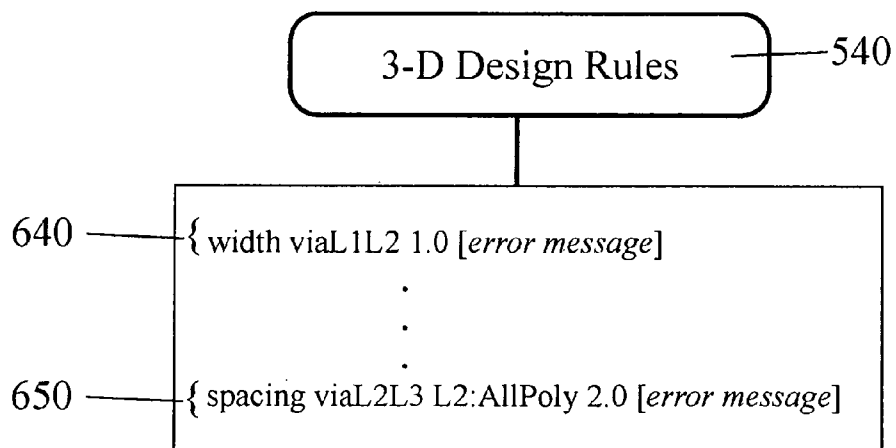 3-D Design Rules
540
640
{ width viaL1L2 1.0 [error message]
.
.
.
650
{ spacing viaL2L3 L2:AllPoly 2.0 [error message]